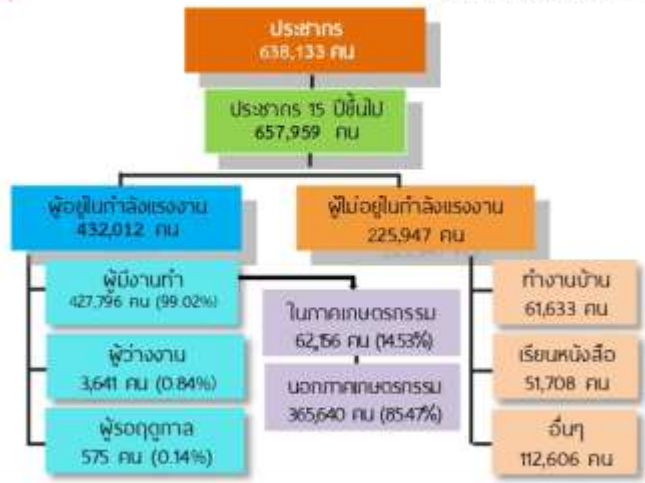 ประชากร
638,133 คน
ประชากร 15 ปีขึ้นไป
657,959 คน
ผู้อยู่ในกำลังแรงงาน
432,012 คน
ผู้ไม่อยู่ในกำลังแรงงาน
225,947 คน
ผู้มีงานทำ
427,796 คน (99.02%)
ผู้ว่างงาน
3,641 คน (0.84%)
ผู้รอฤดูกาล
575 คน (0.14%)
ในภาคเกษตรกรรม
62,156 คน (14.53%)
นอกภาคเกษตรกรรม
365,640 คน (85.47%)
ทำงานบ้าน
61,633 คน
เรียนหนังสือ
51,708 คน
อื่นๆ
112,606 คน